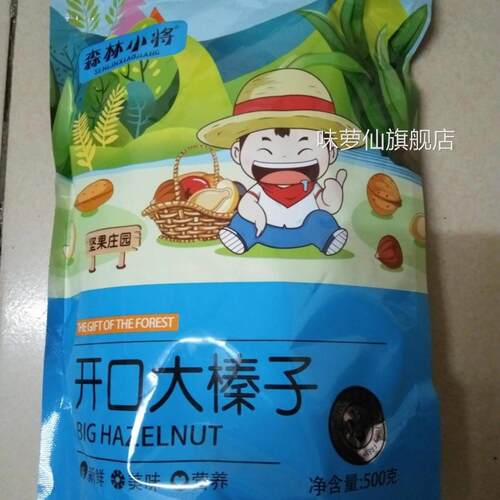 森林小将
SENLINXIAOJIANG
味萝仙旗舰店
坚果庄园
THE GIFT OF THE FOREST
开口大榛子
BIG HAZELNUT
新鲜 美味 营养
净含量:500克